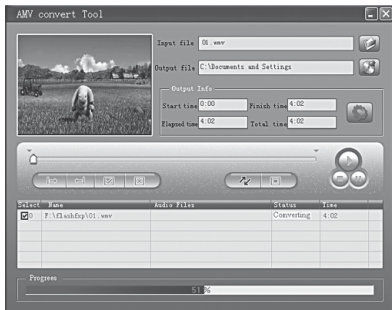 AMV convert Tool
Input file 01.wmv
Output file C:\Documents and Settings
Output Info
Start time 0:00 Finish time 4:02
Elapsed time 4:02 Total time 4:02
Select Name Audio Files Status Time
0 F:\flashfxp\01.wmv Converting 4:02
Progress
51 %